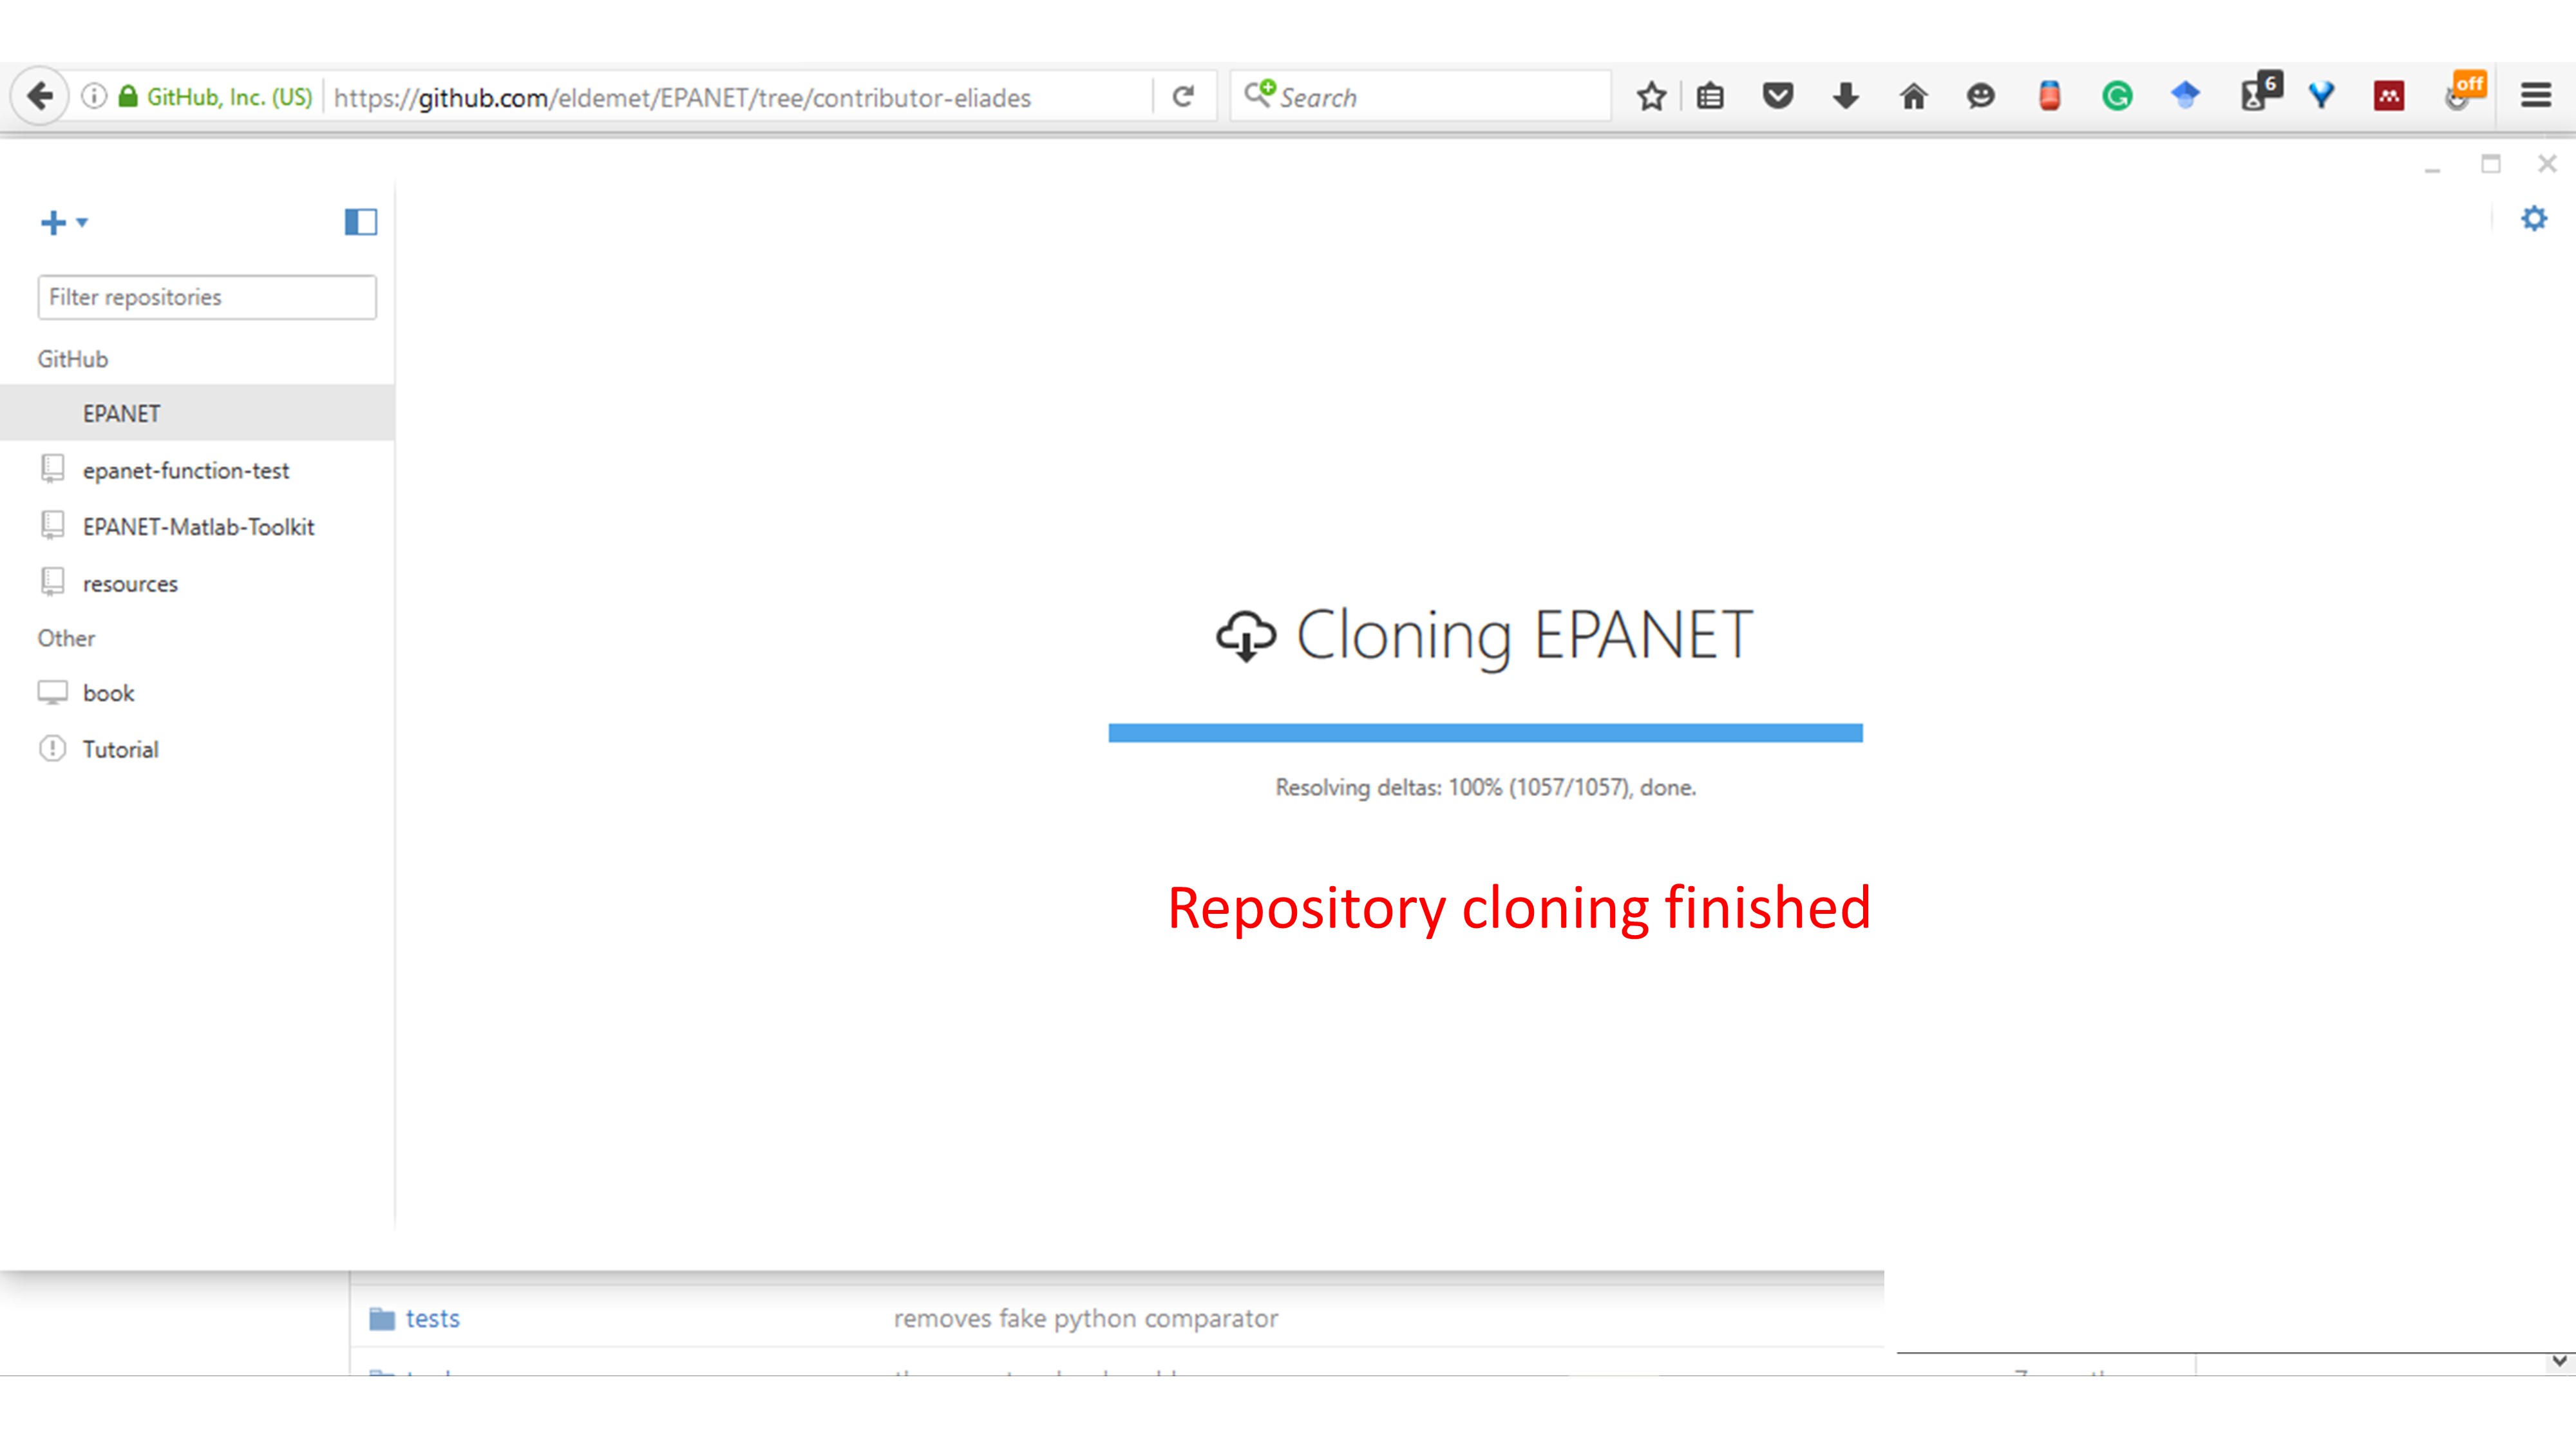 GitHub, Inc. (US)
https://github.com/eldemet/EPANET/tree/contributor-eliades
Search
6
off
Filter repositories
GitHub
EPANET
epanet-function-test
EPANET-Matlab-Toolkit
resources
Other
book
Tutorial
Cloning EPANET
Resolving deltas: 100% (1057/1057), done.
Repository cloning finished
tests removes fake python comparator